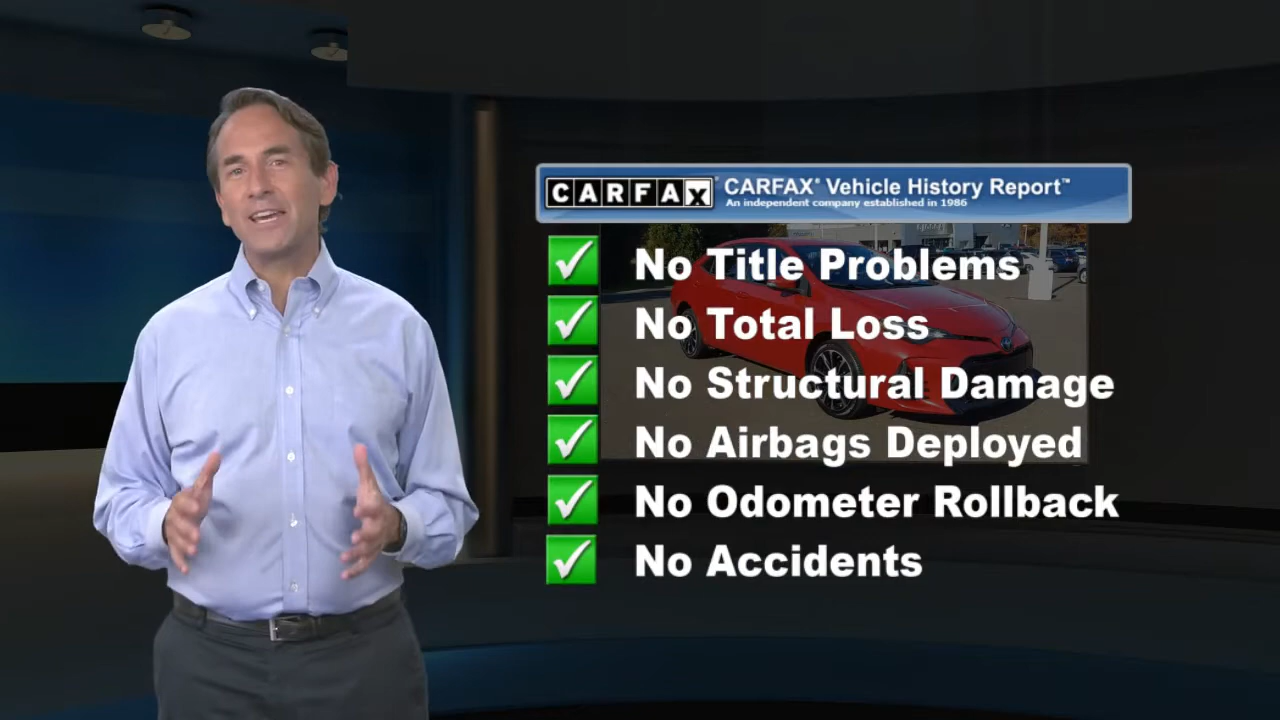 CARFAX
CARFAX® Vehicle History Report™
An independent company established in 1986
No Title Problems
No Total Loss
No Structural Damage
No Airbags Deployed
No Odometer Rollback
No Accidents